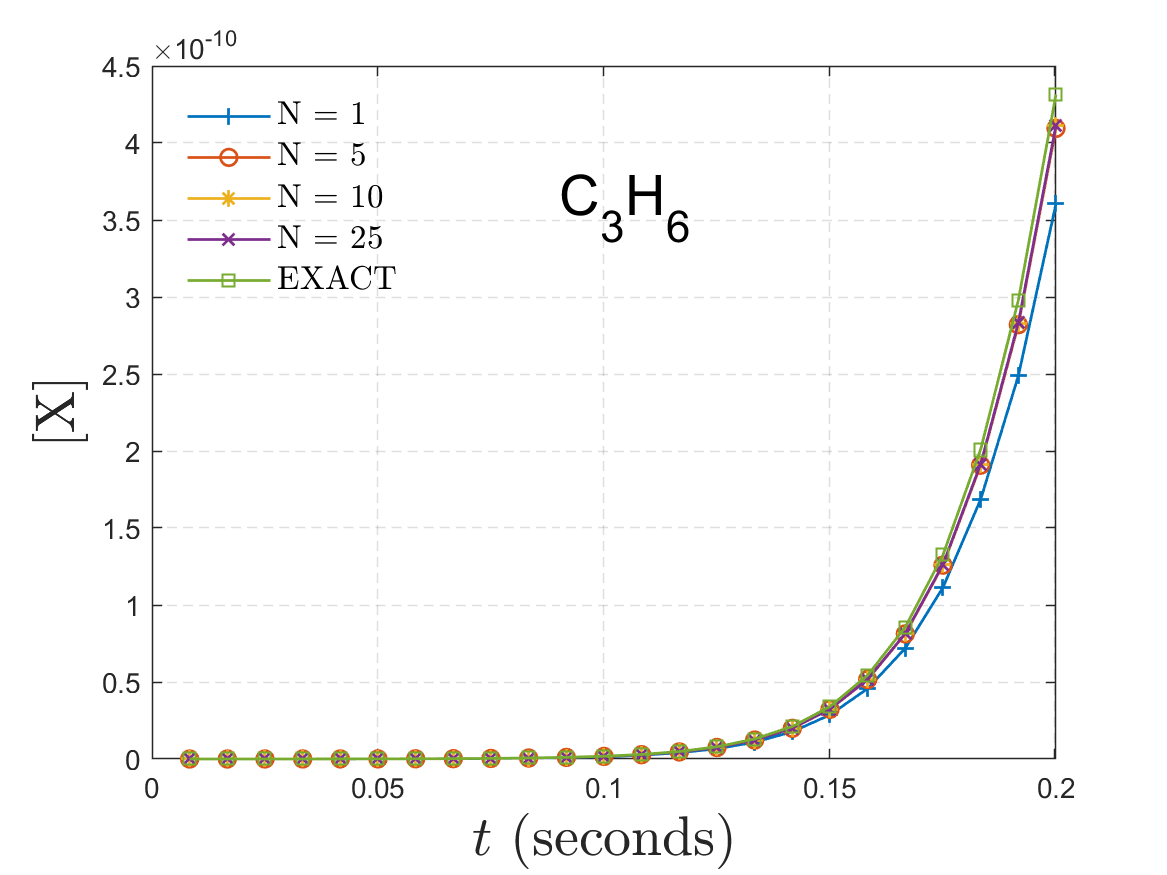 ×10⁻¹⁰
4.5
4
3.5
3
2.5
2
1.5
1
0.5
0
N = 1
N = 5
N = 10
N = 25
EXACT
C₃H₆
[X]
0 0.05 0.1 0.15 0.2
t (seconds)